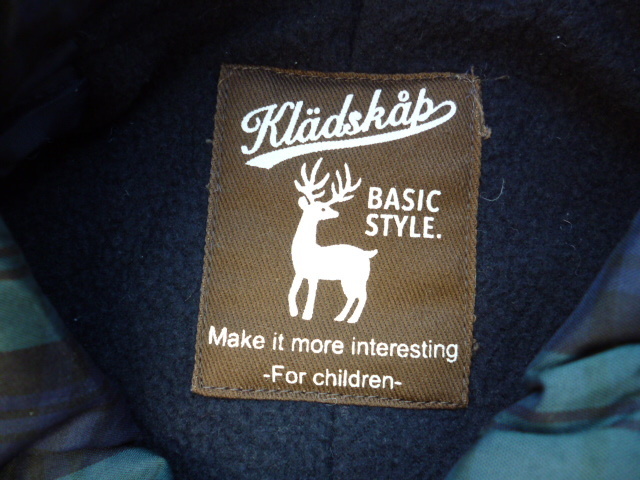 Klädskåp
BASIC
STYLE.
Make it more interesting
-For children-